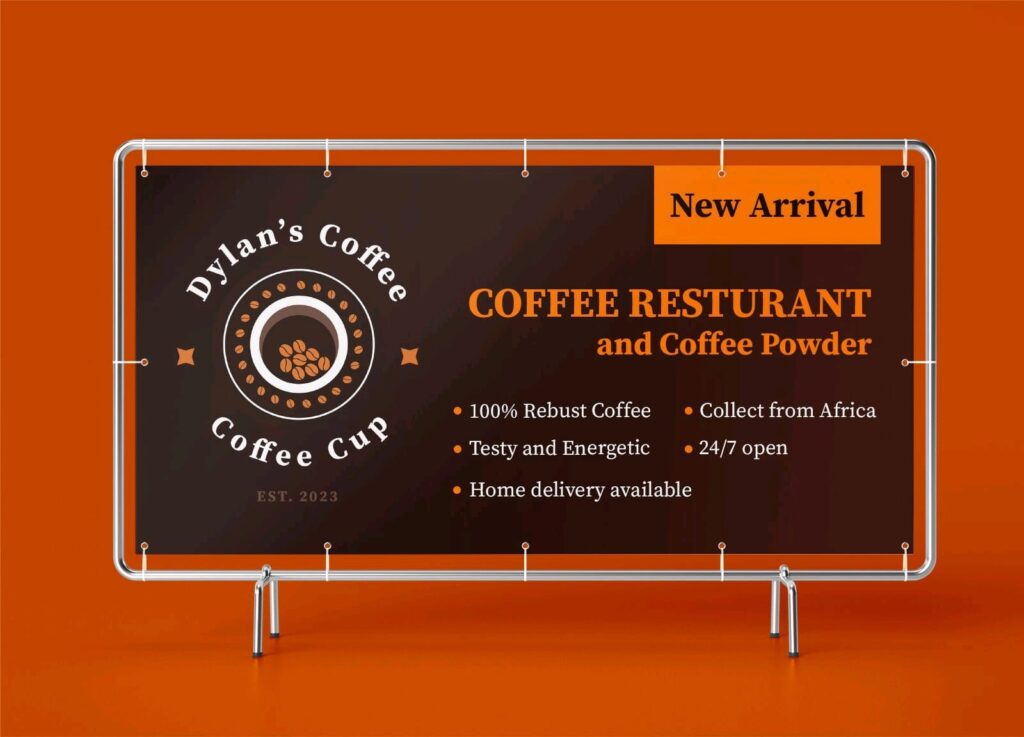 Dylan's Coffee
Coffee Cup
EST. 2023
New Arrival
COFFEE RESTURANT
and Coffee Powder
100% Rebust Coffee
Collect from Africa
Testy and Energetic
24/7 open
Home delivery available